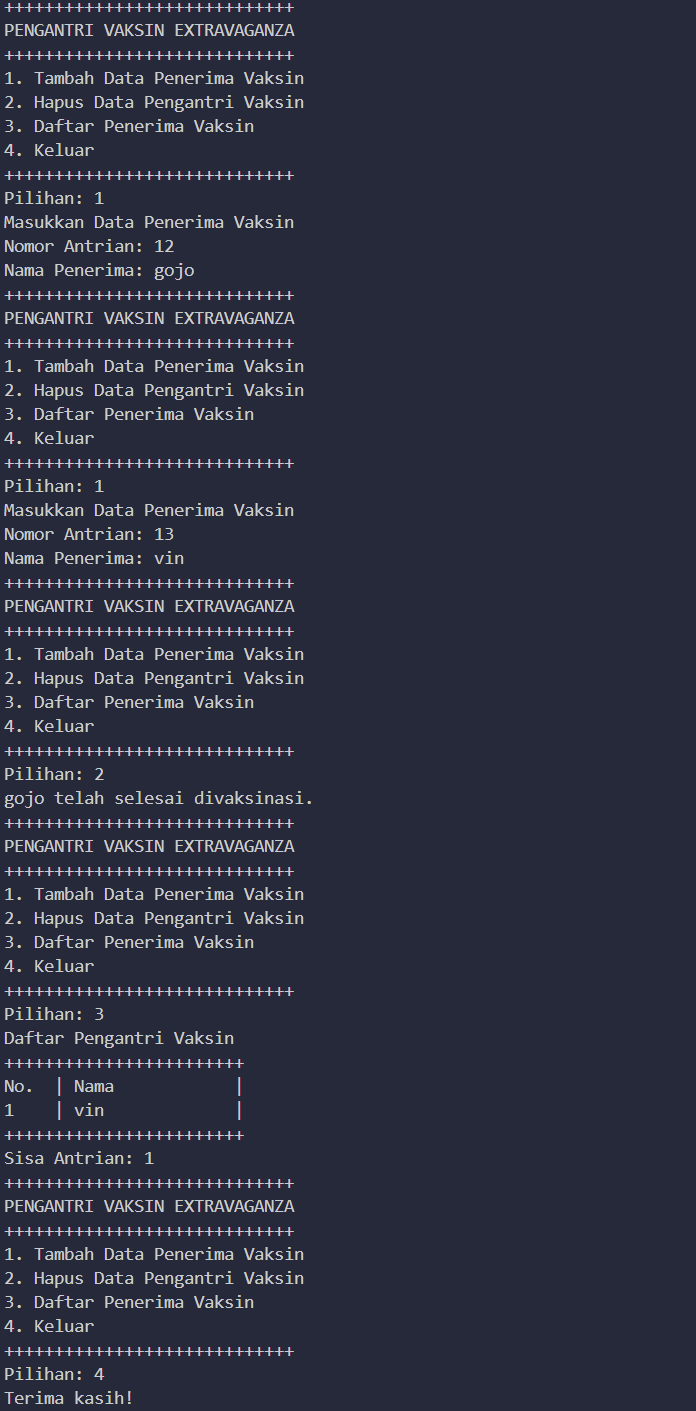 +++++++++++++++++++++++++++++
PENGANTRI VAKSIN EXTRAVAGANZA
+++++++++++++++++++++++++++++
1. Tambah Data Penerima Vaksin
2. Hapus Data Pengantri Vaksin
3. Daftar Penerima Vaksin
4. Keluar
+++++++++++++++++++++++++++++
Pilihan: 1
Masukkan Data Penerima Vaksin
Nomor Antrian: 12
Nama Penerima: gojo
+++++++++++++++++++++++++++++
PENGANTRI VAKSIN EXTRAVAGANZA
+++++++++++++++++++++++++++++
1. Tambah Data Penerima Vaksin
2. Hapus Data Pengantri Vaksin
3. Daftar Penerima Vaksin
4. Keluar
+++++++++++++++++++++++++++++
Pilihan: 1
Masukkan Data Penerima Vaksin
Nomor Antrian: 13
Nama Penerima: vin
+++++++++++++++++++++++++++++
PENGANTRI VAKSIN EXTRAVAGANZA
+++++++++++++++++++++++++++++
1. Tambah Data Penerima Vaksin
2. Hapus Data Pengantri Vaksin
3. Daftar Penerima Vaksin
4. Keluar
+++++++++++++++++++++++++++++
Pilihan: 2
gojo telah selesai divaksinasi.
+++++++++++++++++++++++++++++
PENGANTRI VAKSIN EXTRAVAGANZA
+++++++++++++++++++++++++++++
1. Tambah Data Penerima Vaksin
2. Hapus Data Pengantri Vaksin
3. Daftar Penerima Vaksin
4. Keluar
+++++++++++++++++++++++++++++
Pilihan: 3
Daftar Pengantri Vaksin
++++++++++++++++++++++++
No.  | Nama            |
1    | vin             |
++++++++++++++++++++++++
Sisa Antrian: 1
+++++++++++++++++++++++++++++
PENGANTRI VAKSIN EXTRAVAGANZA
+++++++++++++++++++++++++++++
1. Tambah Data Penerima Vaksin
2. Hapus Data Pengantri Vaksin
3. Daftar Penerima Vaksin
4. Keluar
+++++++++++++++++++++++++++++
Pilihan: 4
Terima kasih!